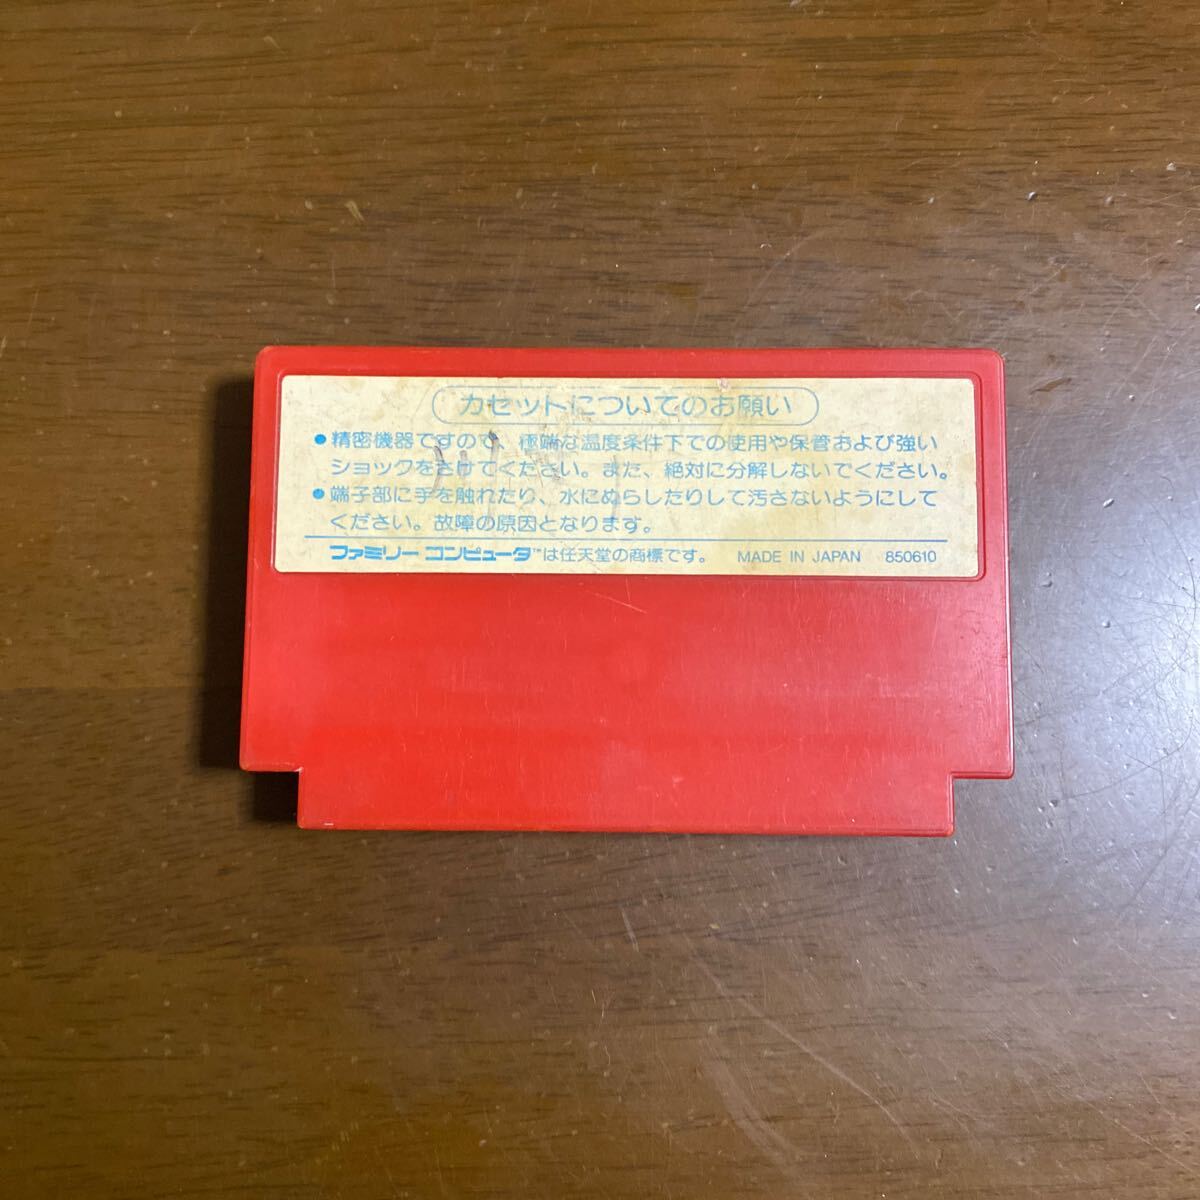 カセットについてのお願い
●精密機器ですので、極端な温度条件下での使用や保管および強い
ショックをさけてください。また、絶対に分解しないでください。
●端子部に手を触れたり、水にぬらしたりして汚さないようにして
ください。故障の原因となります。
ファミリー コンピュータ™は任天堂の商標です。 MADE IN JAPAN 850610